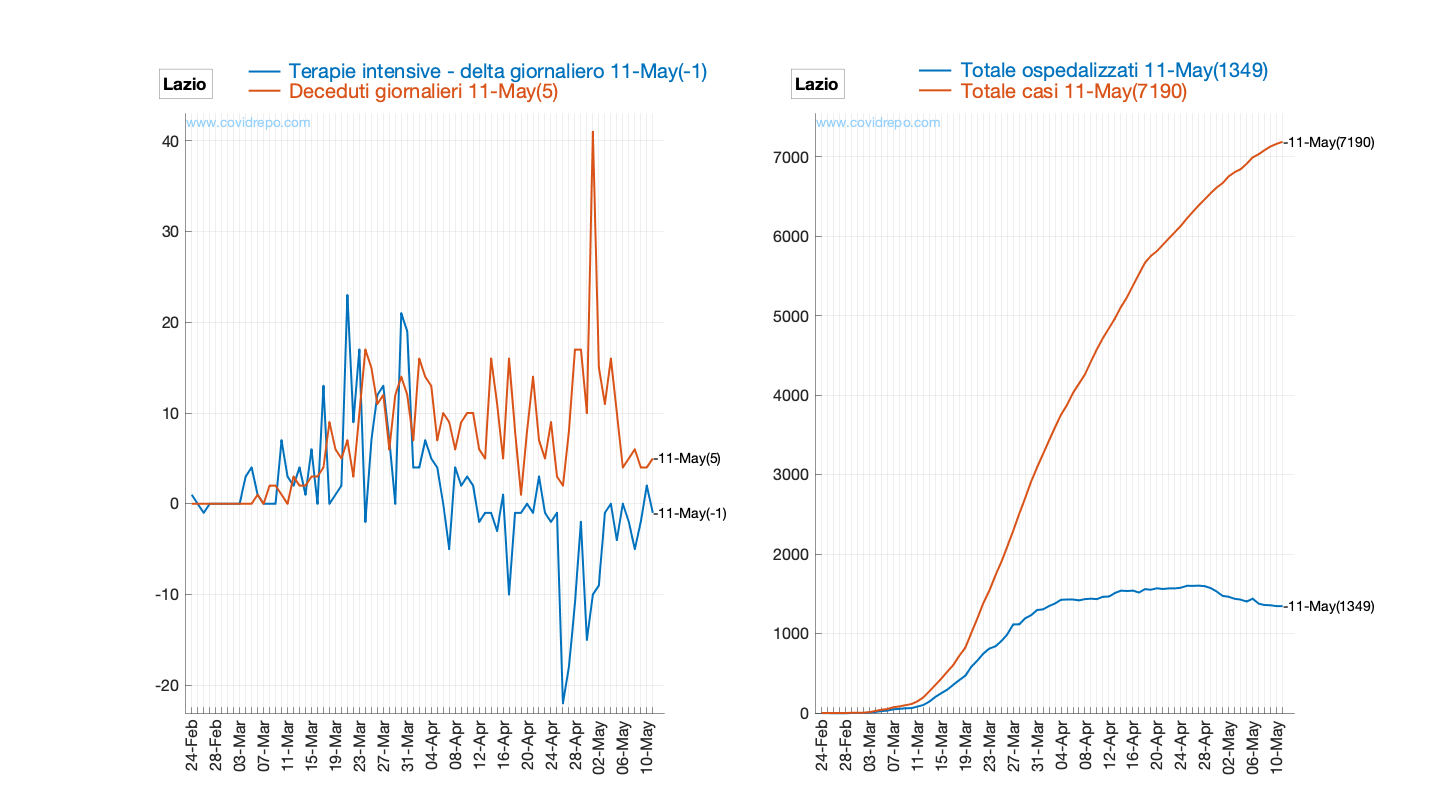 Lazio
Terapie intensive - delta giornaliero 11-May(-1)
Deceduti giornalieri 11-May(5)
www.covidrepo.com
40
30
20
10
0
-10
-20
-11-May(5)
-11-May(-1)
24-Feb
28-Feb
03-Mar
07-Mar
11-Mar
15-Mar
19-Mar
23-Mar
27-Mar
31-Mar
04-Apr
08-Apr
12-Apr
16-Apr
20-Apr
24-Apr
28-Apr
02-May
06-May
10-May
Lazio
Totale ospedalizzati 11-May(1349)
Totale casi 11-May(7190)
www.covidrepo.com
7000
6000
5000
4000
3000
2000
1000
0
-11-May(7190)
-11-May(1349)
24-Feb
28-Feb
03-Mar
07-Mar
11-Mar
15-Mar
19-Mar
23-Mar
27-Mar
31-Mar
04-Apr
08-Apr
12-Apr
16-Apr
20-Apr
24-Apr
28-Apr
02-May
06-May
10-May